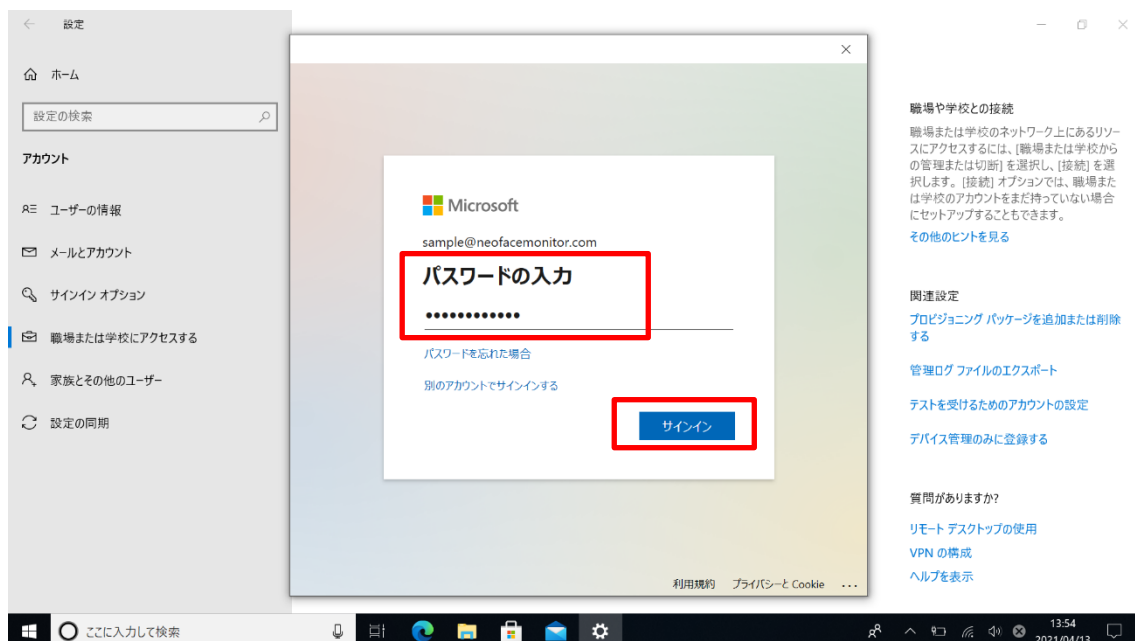 設定
ホーム
設定の検索
アカウント
ユーザーの情報
メールとアカウント
サインイン オプション
職場または学校にアクセスする
家族とその他のユーザー
設定の同期
Microsoft
sample@neofacemonitor.com
パスワードの入力
••••••••••••
パスワードを忘れた場合
別のアカウントでサインインする
サインイン
利用規約 プライバシーと Cookie ...
職場や学校との接続
職場または学校のネットワーク上にあるリソー
スにアクセスするには、[職場または学校から
の管理または切断] を選択し、[接続] を選
択します。[接続] オプションでは、職場また
は学校のアカウントをまだ持っていない場合
にセットアップすることもできます。
その他のヒントを見る
関連設定
プロビジョニング パッケージを追加または削除
する
管理ログ ファイルのエクスポート
テストを受けるためのアカウントの設定
デバイス管理のみに登録する
質問がありますか?
リモート デスクトップの使用
VPN の構成
ヘルプを表示
ここに入力して検索
13:54
2021/04/13